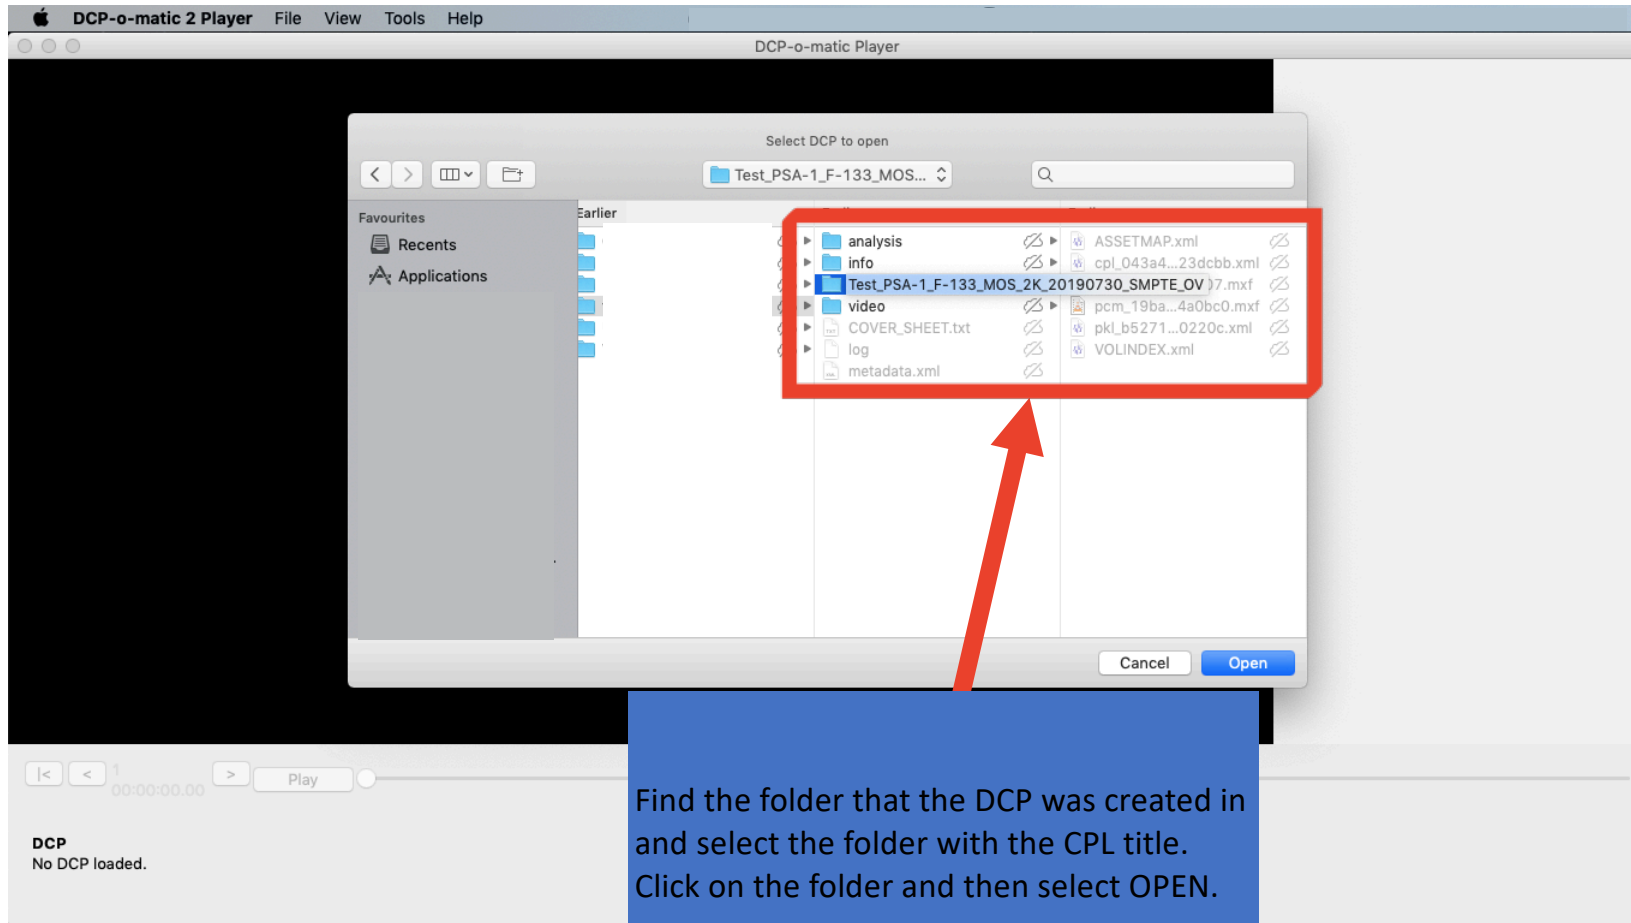 DCP-o-matic 2 Player File View Tools Help
DCP-o-matic Player
Select DCP to open
Test_PSA-1_F-133_MOS...
Favourites
Recents
Applications
Earlier
analysis
info
Test_PSA-1_F-133_MOS_2K_20190730_SMPTE_OV
video
COVER_SHEET.txt
log
metadata.xml
ASSETMAP.xml
cpl_043a4...23dcbb.xml
07.mxf
pcm_19ba...4a0bc0.mxf
pkl_b5271...0220c.xml
VOLINDEX.xml
Cancel Open
|< < 1 > Play
00:00:00.00
DCP
No DCP loaded.
Find the folder that the DCP was created in
and select the folder with the CPL title.
Click on the folder and then select OPEN.